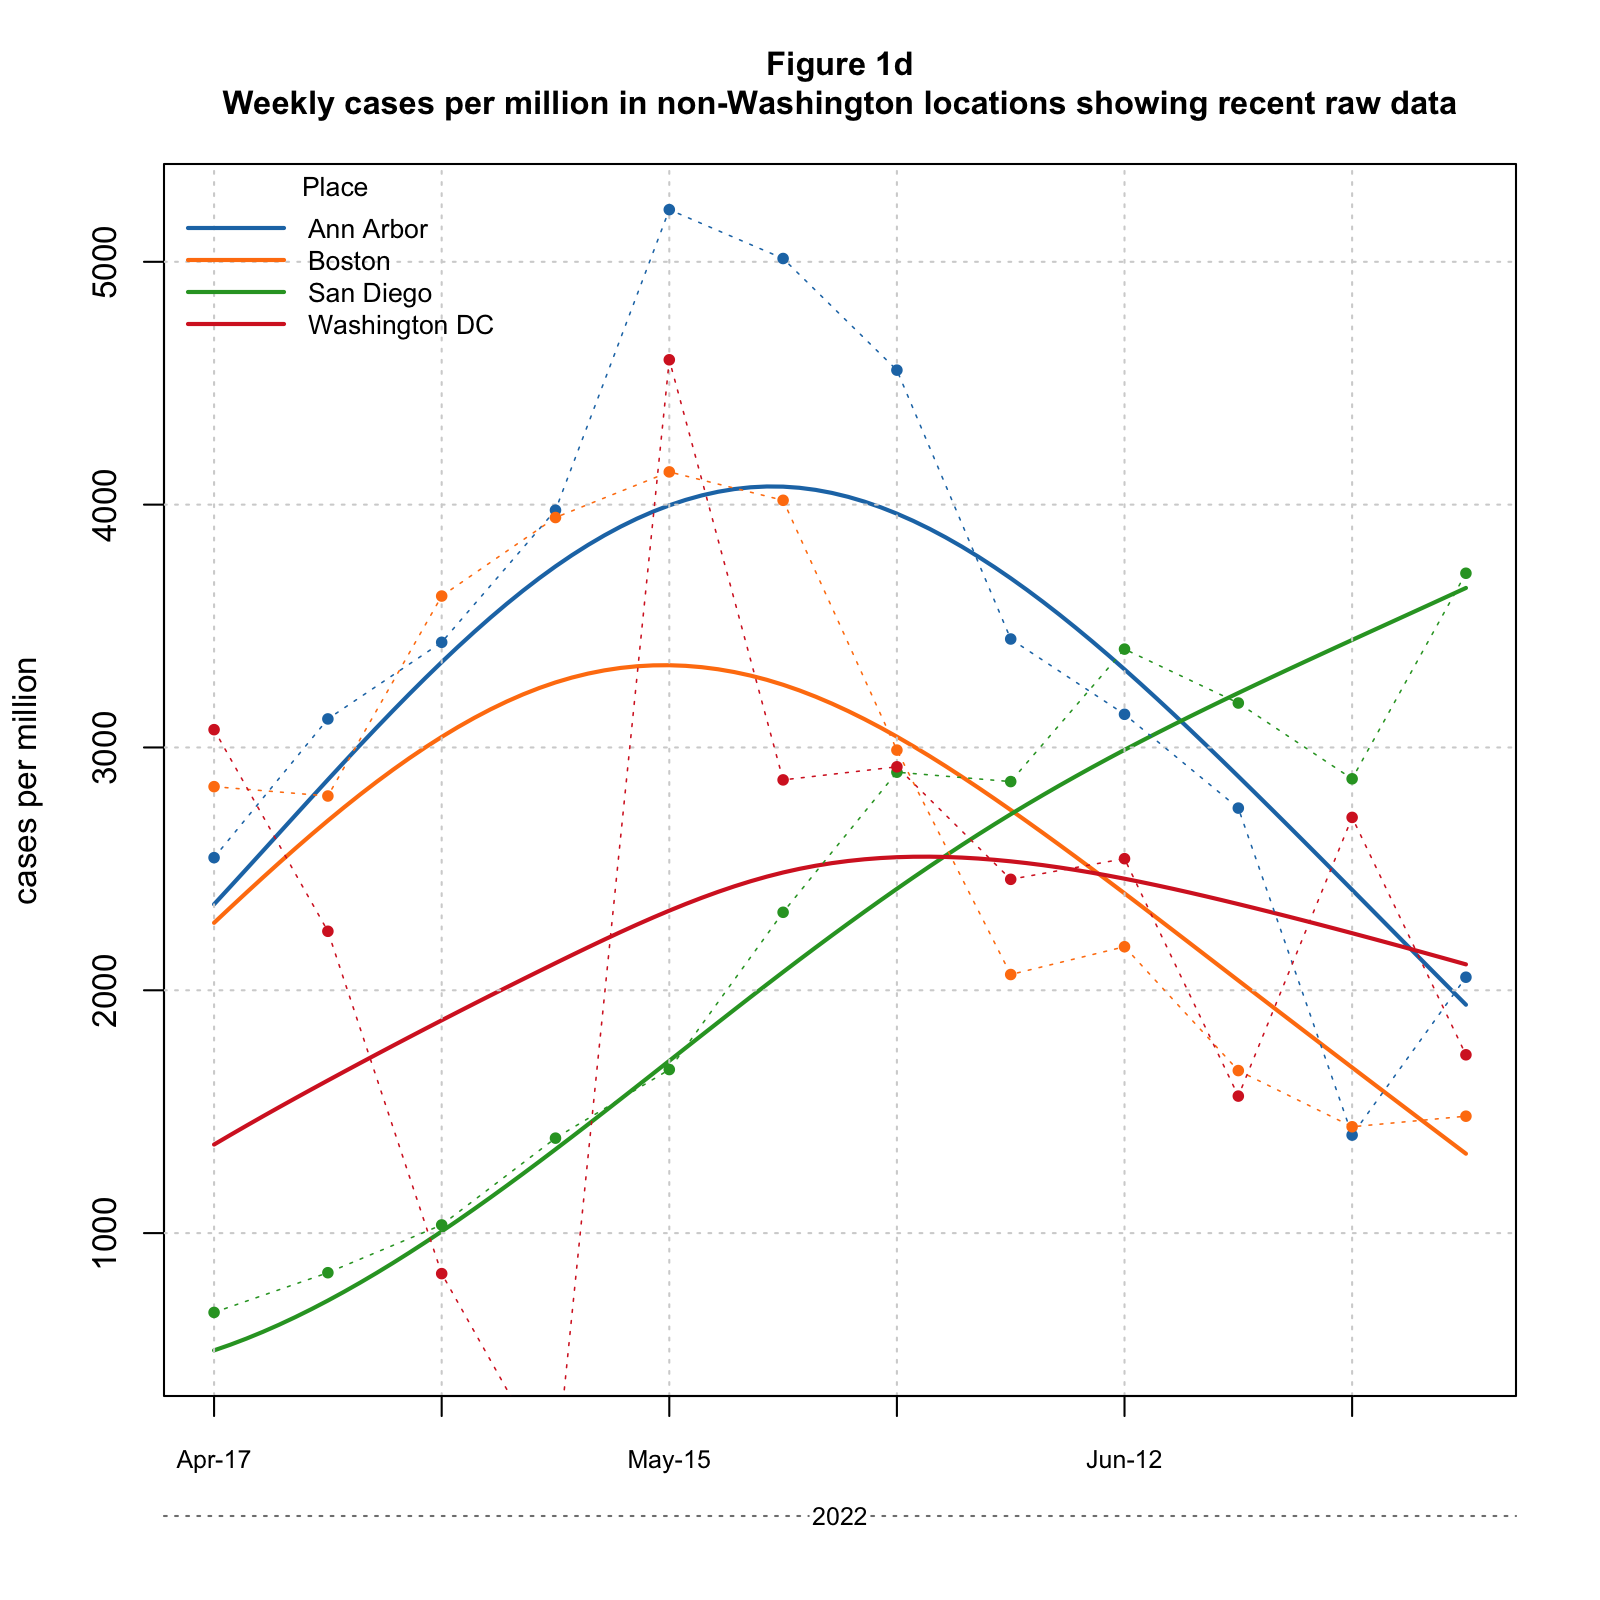 Figure 1d
Weekly cases per million in non-Washington locations showing recent raw data
Place
Ann Arbor
Boston
San Diego
Washington DC
cases per million
5000
4000
3000
2000
1000
Apr-17
May-15
Jun-12
2022